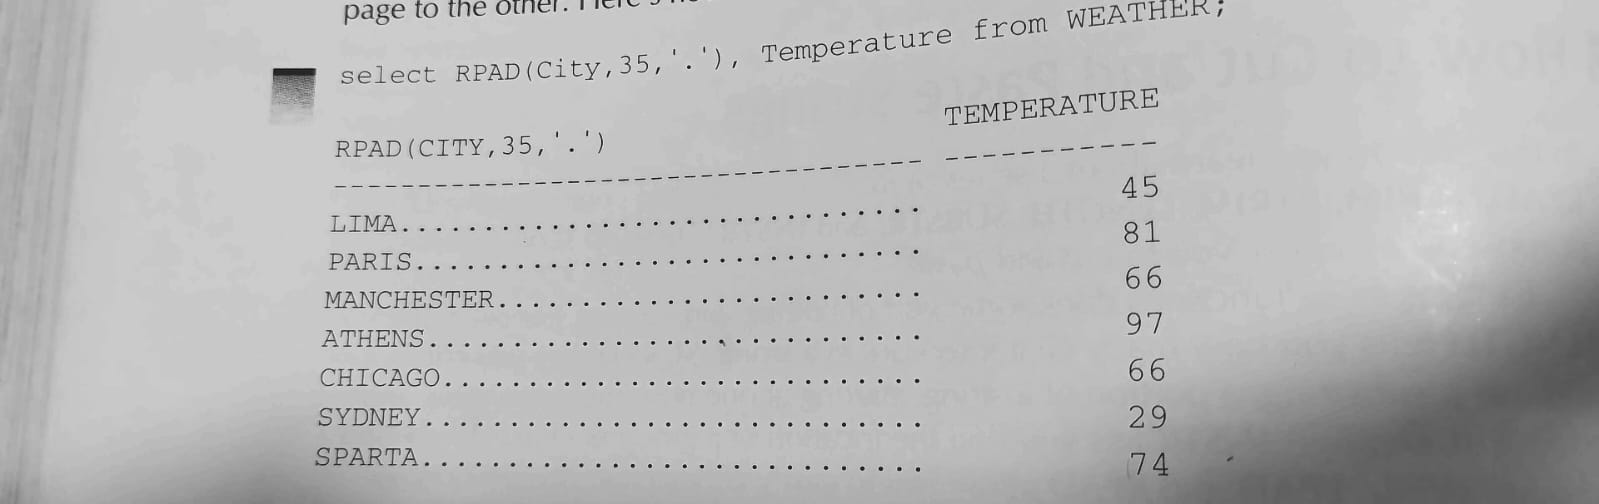 page to the other. Here's
select RPAD(City,35,'.'), Temperature from WEATHER;
RPAD(CITY,35,'.') TEMPERATURE
----------------------------------- -----------
LIMA............................... 45
PARIS.............................. 81
MANCHESTER......................... 66
ATHENS............................. 97
CHICAGO............................ 66
SYDNEY............................. 29
SPARTA............................. 74